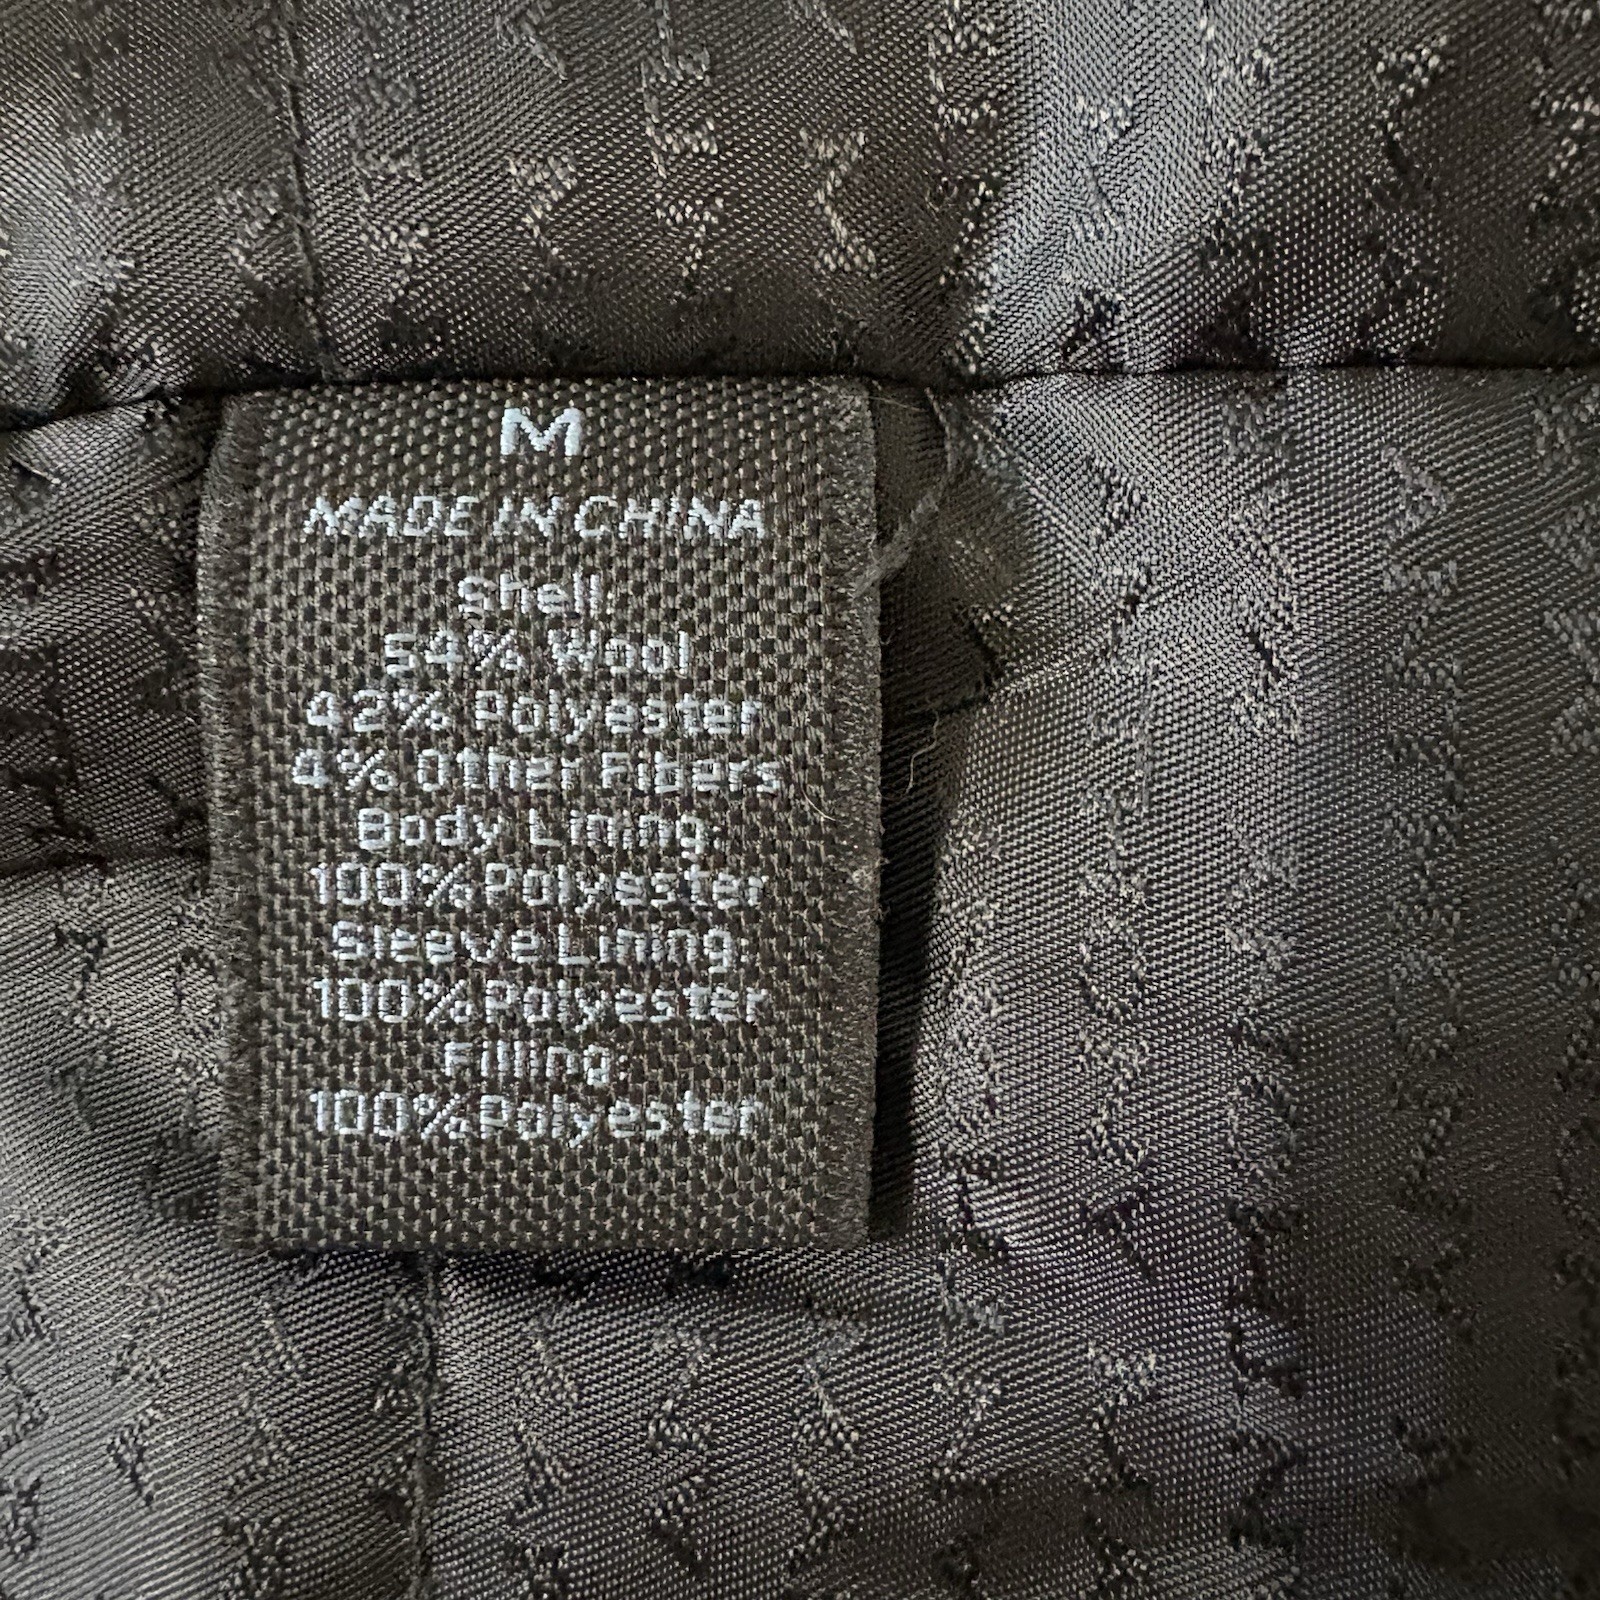 M
MADE IN CHINA
Shell:
54% Wool
42% Polyester
4% Other Fibers
Body Lining:
100% Polyester
Sleeve Lining:
100% Polyester
Filling:
100% Polyester